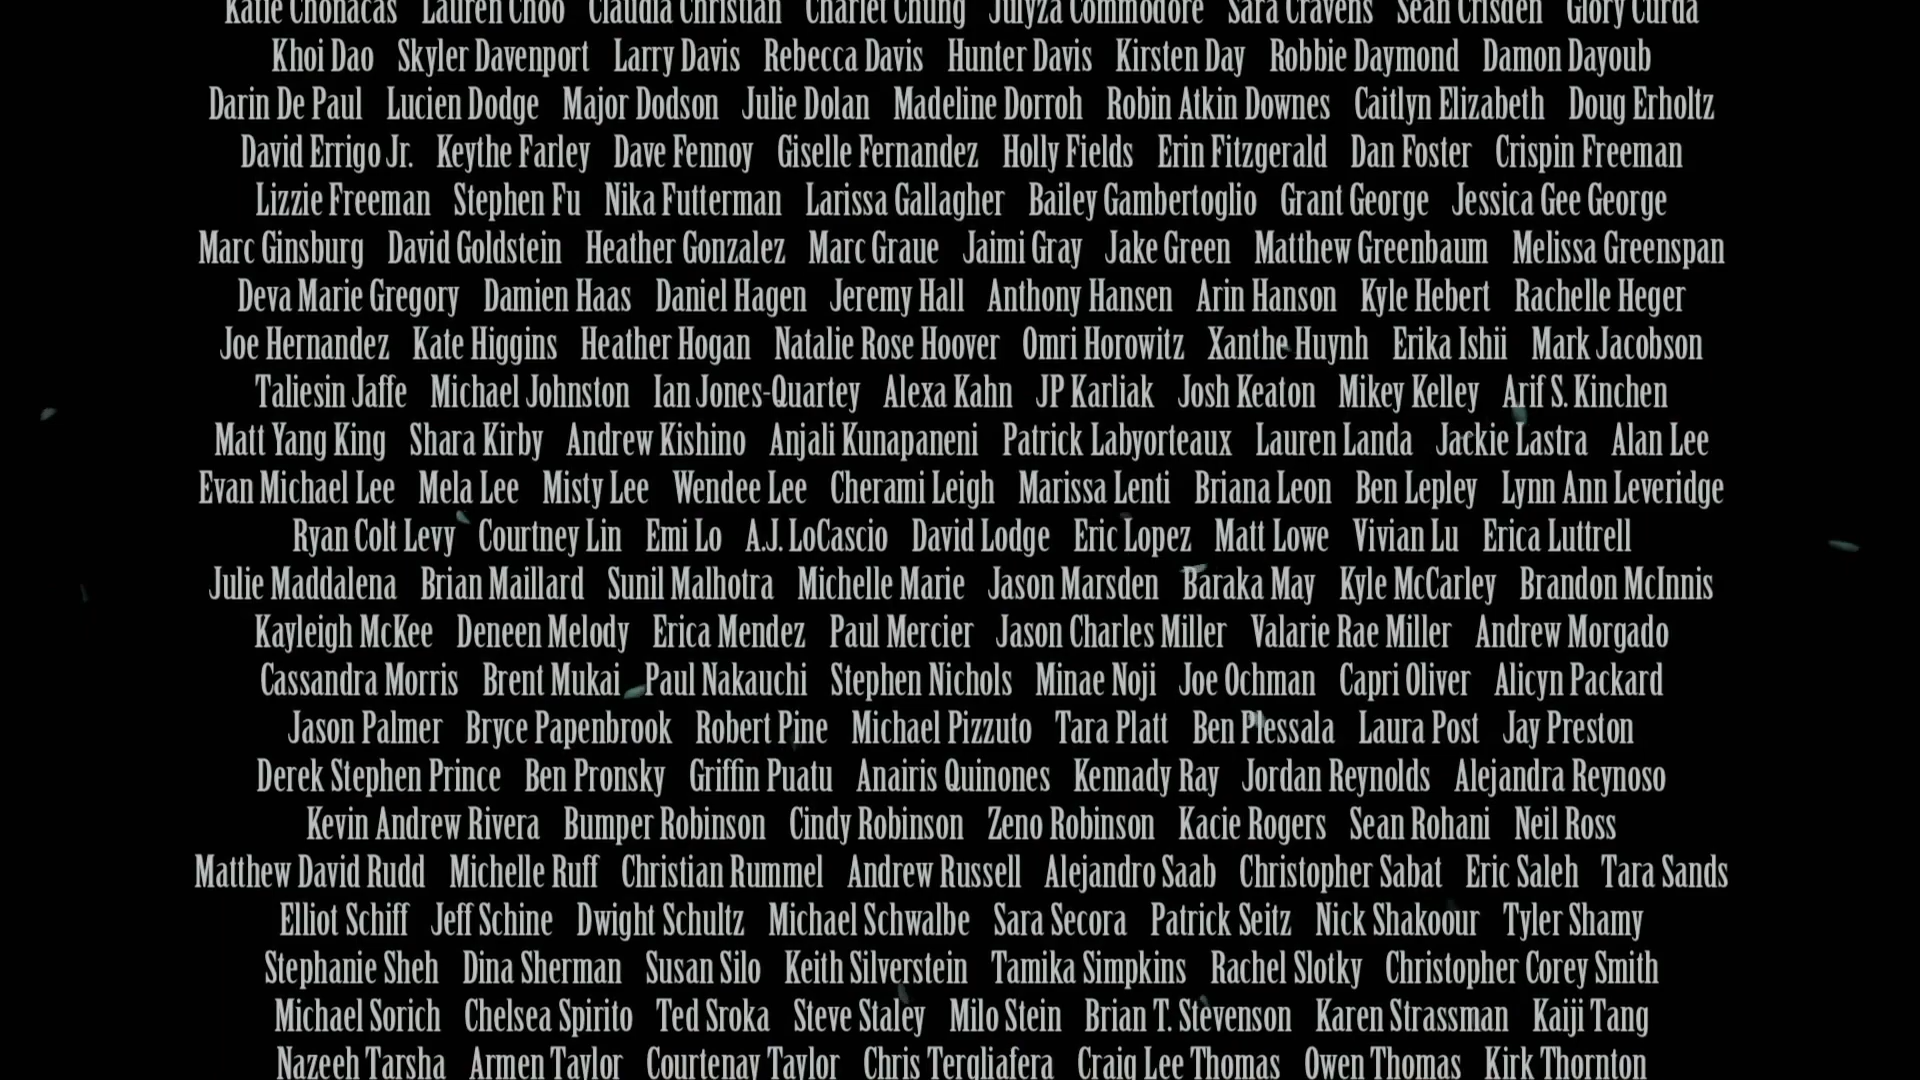 Katie Chonacas Lauren Choo Claudia Christian Charlet Chung Julyza Commodore Sara Cravens Sean Crisden Glory Curda
Khoi Dao Skyler Davenport Larry Davis Rebecca Davis Hunter Davis Kirsten Day Robbie Daymond Damon Dayoub
Darin De Paul Lucien Dodge Major Dodson Julie Dolan Madeline Dorroh Robin Atkin Downes Caitlyn Elizabeth Doug Erholtz
David Errigo Jr. Keythe Farley Dave Fennoy Giselle Fernandez Holly Fields Erin Fitzgerald Dan Foster Crispin Freeman
Lizzie Freeman Stephen Fu Nika Futterman Larissa Gallagher Bailey Gambertoglio Grant George Jessica Gee George
Marc Ginsburg David Goldstein Heather Gonzalez Marc Graue Jaimi Gray Jake Green Matthew Greenbaum Melissa Greenspan
Deva Marie Gregory Damien Haas Daniel Hagen Jeremy Hall Anthony Hansen Arin Hanson Kyle Hebert Rachelle Heger
Joe Hernandez Kate Higgins Heather Hogan Natalie Rose Hoover Omri Horowitz Xanthe Huynh Erika Ishii Mark Jacobson
Taliesin Jaffe Michael Johnston Ian Jones-Quartey Alexa Kahn JP Karliak Josh Keaton Mikey Kelley Arif S. Kinchen
Matt Yang King Shara Kirby Andrew Kishino Anjali Kunapaneni Patrick Labyorteaux Lauren Landa Jackie Lastra Alan Lee
Evan Michael Lee Mela Lee Misty Lee Wendee Lee Cherami Leigh Marissa Lenti Briana Leon Ben Lepley Lynn Ann Leveridge
Ryan Colt Levy Courtney Lin Emi Lo A.J. LoCascio David Lodge Eric Lopez Matt Lowe Vivian Lu Erica Luttrell
Julie Maddalena Brian Maillard Sunil Malhotra Michelle Marie Jason Marsden Baraka May Kyle McCarley Brandon McInnis
Kayleigh McKee Deneen Melody Erica Mendez Paul Mercier Jason Charles Miller Valarie Rae Miller Andrew Morgado
Cassandra Morris Brent Mukai Paul Nakauchi Stephen Nichols Minae Noji Joe Ochman Capri Oliver Alicyn Packard
Jason Palmer Bryce Papenbrook Robert Pine Michael Pizzuto Tara Platt Ben Plessala Laura Post Jay Preston
Derek Stephen Prince Ben Pronsky Griffin Puatu Anairis Quinones Kennady Ray Jordan Reynolds Alejandra Reynoso
Kevin Andrew Rivera Bumper Robinson Cindy Robinson Zeno Robinson Kacie Rogers Sean Rohani Neil Ross
Matthew David Rudd Michelle Ruff Christian Rummel Andrew Russell Alejandro Saab Christopher Sabat Eric Saleh Tara Sands
Elliot Schiff Jeff Schine Dwight Schultz Michael Schwalbe Sara Secora Patrick Seitz Nick Shakoour Tyler Shamy
Stephanie Sheh Dina Sherman Susan Silo Keith Silverstein Tamika Simpkins Rachel Slotky Christopher Corey Smith
Michael Sorich Chelsea Spirito Ted Sroka Steve Staley Milo Stein Brian T. Stevenson Karen Strassman Kaiji Tang
Nazeeh Tarsha Armen Taylor Courtenay Taylor Chris Tergliafera Craig Lee Thomas Owen Thomas Kirk Thornton